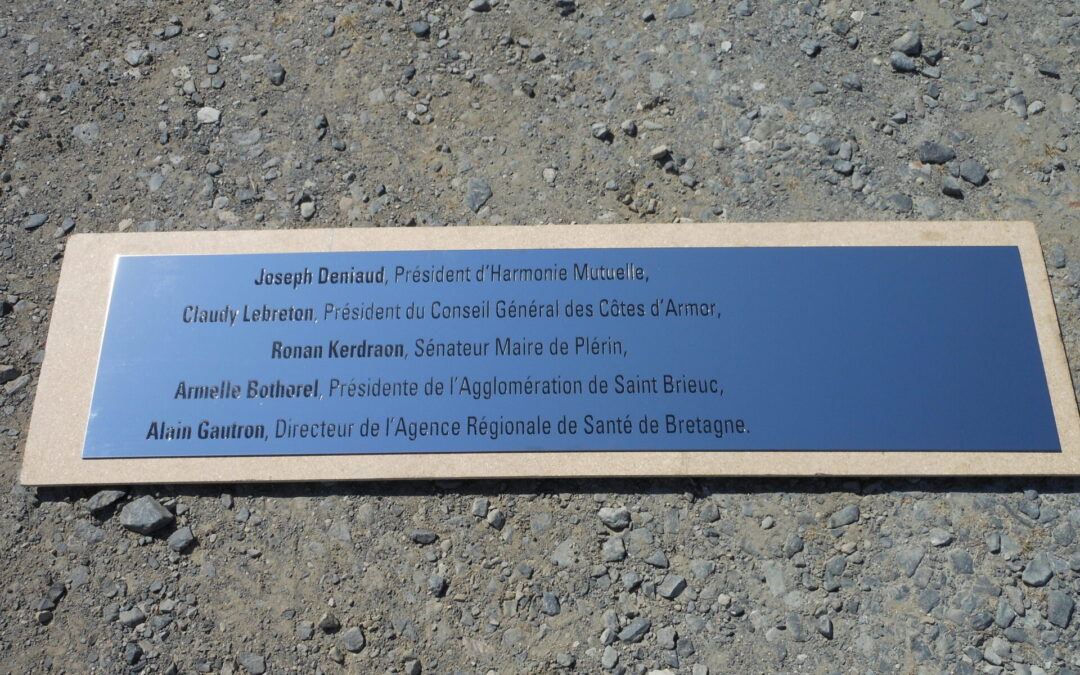 Joseph Deniaud, Président d'Harmonie Mutuelle,
Claudy Lebreton, Président du Conseil Général des Côtes d'Armor,
Ronan Kerdraon, Sénateur Maire de Plérin,
Armelle Bothorel, Présidente de l'Agglomération de Saint Brieuc,
Alain Gautron, Directeur de l'Agence Régionale de Santé de Bretagne.